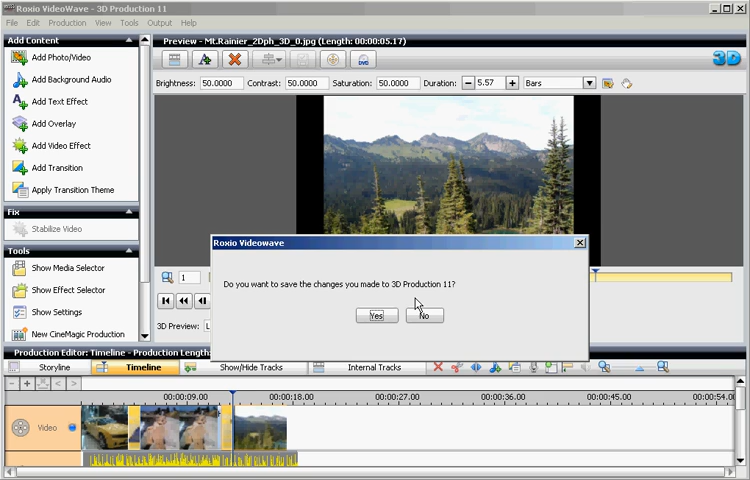 Roxio VideoWave - 3D Production 11
File Edit Production View Tools Output Help
Add Content
Add Photo/Video
Add Background Audio
Add Text Effect
Add Overlay
Add Video Effect
Add Transition
Apply Transition Theme
Fix
Stabilize Video
Tools
Show Media Selector
Show Effect Selector
Show Settings
New CineMagic Production
Preview - Mt.Rainier_2Dph_3D_0.jpg (Length: 00:00:05.17)
DVD
3D
Brightness: 50.0000 Contrast: 50.0000 Saturation: 50.0000 Duration: 5.57 Bars
Roxio Videowave
Do you want to save the changes you made to 3D Production 11?
Yes No
1
3D Preview: L
Production Editor: Timeline - Production Length:
Storyline Timeline Show/Hide Tracks Internal Tracks
00:00:09.00 00:00:18.00 00:00:27.00 00:00:36.00 00:00:45.00 00:00:54.0
Video